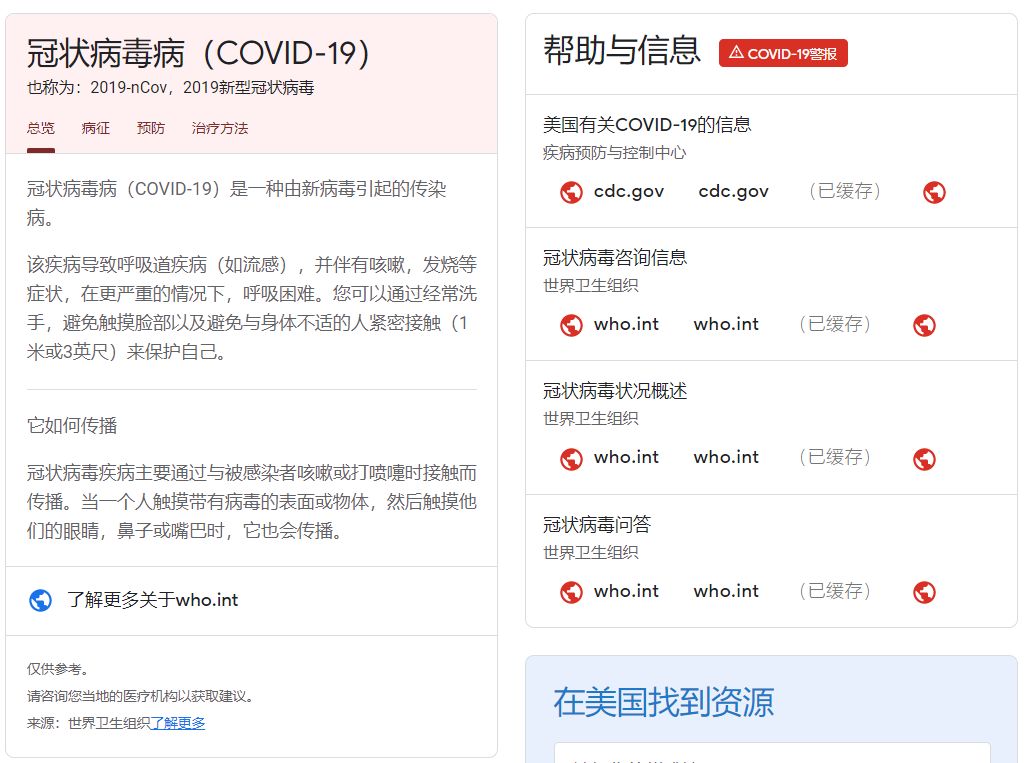 冠状病毒病（COVID-19）
也称为：2019-nCov，2019新型冠状病毒
总览 病征 预防 治疗方法
冠状病毒病（COVID-19）是一种由新病毒引起的传染
病。
该疾病导致呼吸道疾病（如流感），并伴有咳嗽，发烧等
症状，在更严重的情况下，呼吸困难。您可以通过经常洗
手，避免触摸脸部以及避免与身体不适的人紧密接触（1
米或3英尺）来保护自己。
它如何传播
冠状病毒疾病主要通过与被感染者咳嗽或打喷嚏时接触而
传播。当一个人触摸带有病毒的表面或物体，然后触摸他
们的眼睛，鼻子或嘴巴时，它也会传播。
了解更多关于who.int
仅供参考。
请咨询您当地的医疗机构以获取建议。
来源：世界卫生组织了解更多
帮助与信息 COVID-19警报
美国有关COVID-19的信息
疾病预防与控制中心
cdc.gov cdc.gov （已缓存）
冠状病毒咨询信息
世界卫生组织
who.int who.int （已缓存）
冠状病毒状况概述
世界卫生组织
who.int who.int （已缓存）
冠状病毒问答
世界卫生组织
who.int who.int （已缓存）
在美国找到资源